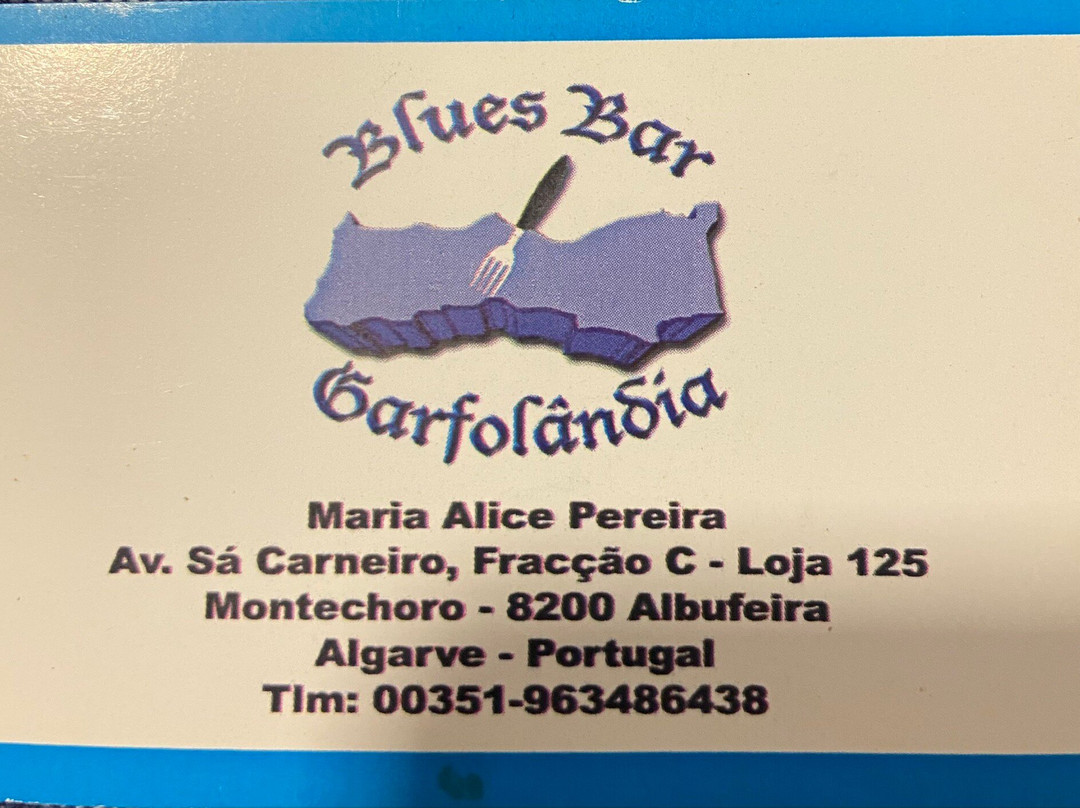 Blues Bar
Garfolândia
Maria Alice Pereira
Av. Sá Carneiro, Fracção C - Loja 125
Montechoro - 8200 Albufeira
Algarve - Portugal
Tlm: 00351-963486438